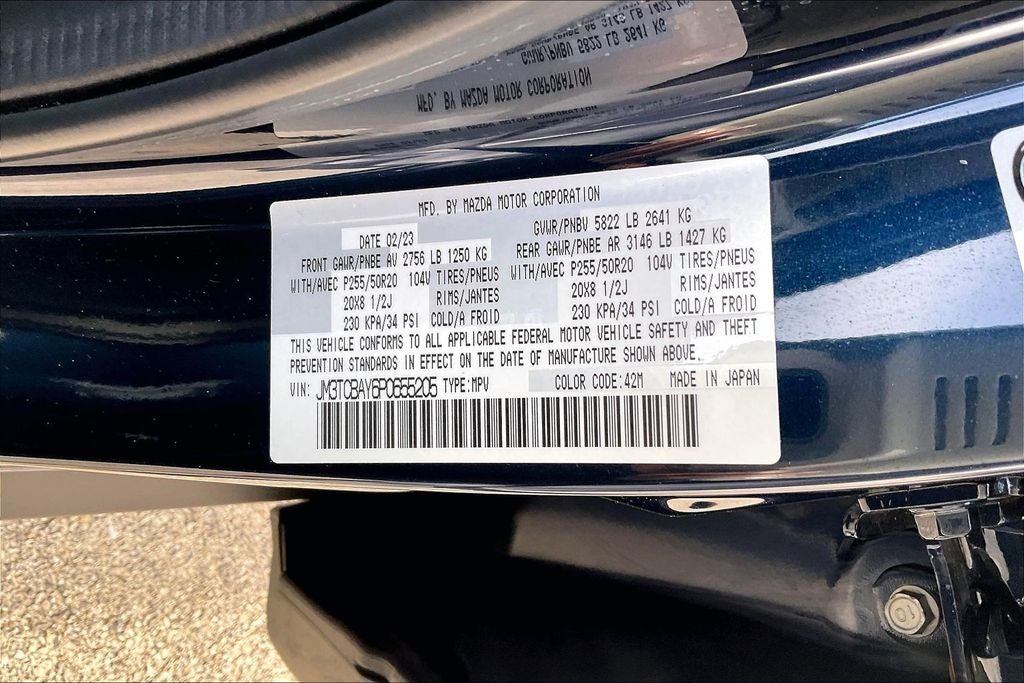 MFD. BY MAZDA MOTOR CORPORATION
DATE 02/23 GVWR/PNBV 5822 LB 2641 KG
FRONT GAWR/PNBE AV 2756 LB 1250 KG REAR GAWR/PNBE AR 3146 LB 1427 KG
WITH/AVEC P255/50R20 104V TIRES/PNEUS WITH/AVEC P255/50R20 104V TIRES/PNEUS
20X8 1/2J RIMS/JANTES 20X8 1/2J RIMS/JANTES
230 KPA/34 PSI COLD/A FROID 230 KPA/34 PSI COLD/A FROID
THIS VEHICLE CONFORMS TO ALL APPLICABLE FEDERAL MOTOR VEHICLE SAFETY AND THEFT
PREVENTION STANDARDS IN EFFECT ON THE DATE OF MANUFACTURE SHOWN ABOVE.
VIN: JM3TCBAY6P0655205 TYPE:MPV COLOR CODE:42M MADE IN JAPAN